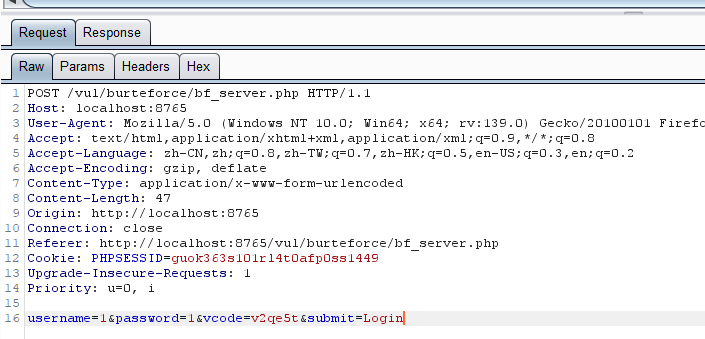 Request Response
Raw Params Headers Hex
1 POST /vul/burteforce/bf_server.php HTTP/1.1
2 Host: localhost:8765
3 User-Agent: Mozilla/5.0 (Windows NT 10.0; Win64; x64; rv:139.0) Gecko/20100101 Firefo
4 Accept: text/html,application/xhtml+xml,application/xml;q=0.9,*/*;q=0.8
5 Accept-Language: zh-CN,zh;q=0.8,zh-TW;q=0.7,zh-HK;q=0.5,en-US;q=0.3,en;q=0.2
6 Accept-Encoding: gzip, deflate
7 Content-Type: application/x-www-form-urlencoded
8 Content-Length: 47
9 Origin: http://localhost:8765
10 Connection: close
11 Referer: http://localhost:8765/vul/burteforce/bf_server.php
12 Cookie: PHPSESSID=guok363s101rl4t0afp0ss1449
13 Upgrade-Insecure-Requests: 1
14 Priority: u=0, i
15
16 username=1&password=1&vcode=v2qe5t&submit=Login